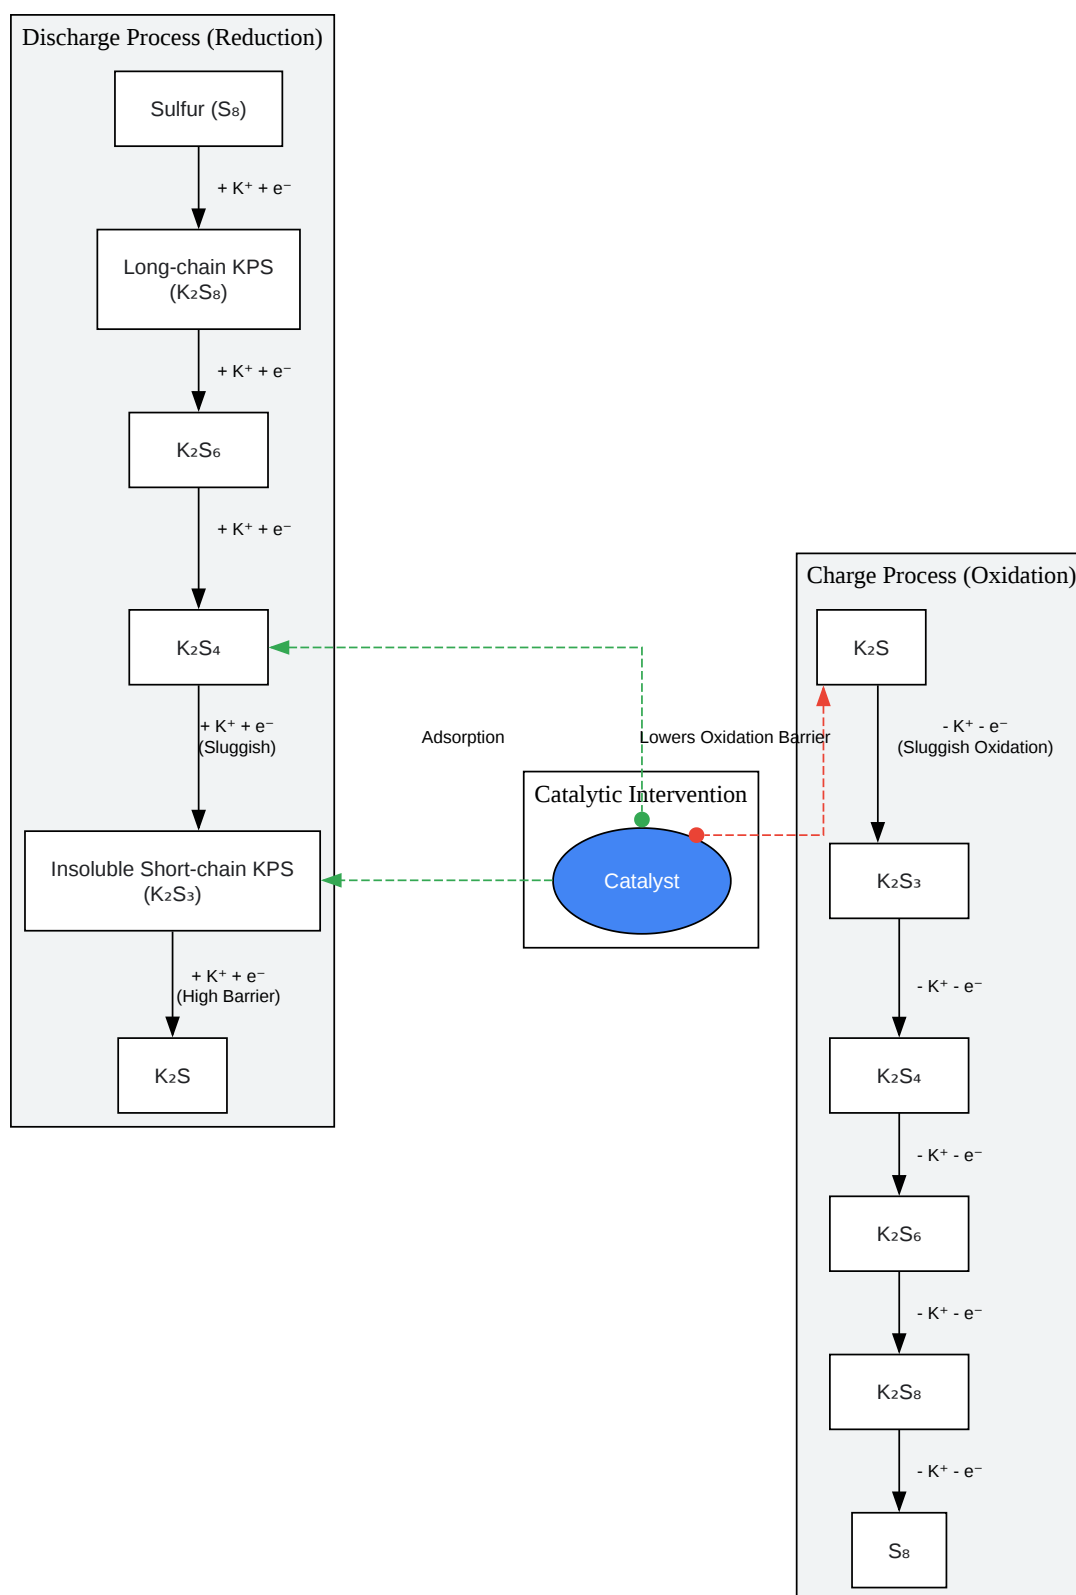 Discharge Process (Reduction)
Sulfur (S₈)
+ K⁺ + e⁻
Long-chain KPS
(K₂S₈)
+ K⁺ + e⁻
K₂S₆
+ K⁺ + e⁻
K₂S₄
+ K⁺ + e⁻
(Sluggish)
Insoluble Short-chain KPS
(K₂S₃)
+ K⁺ + e⁻
(High Barrier)
K₂S
Adsorption
Lowers Oxidation Barrier
Catalytic Intervention
Catalyst
Charge Process (Oxidation)
K₂S
- K⁺ - e⁻
(Sluggish Oxidation)
K₂S₃
- K⁺ - e⁻
K₂S₄
- K⁺ - e⁻
K₂S₆
- K⁺ - e⁻
K₂S₈
- K⁺ - e⁻
S₈